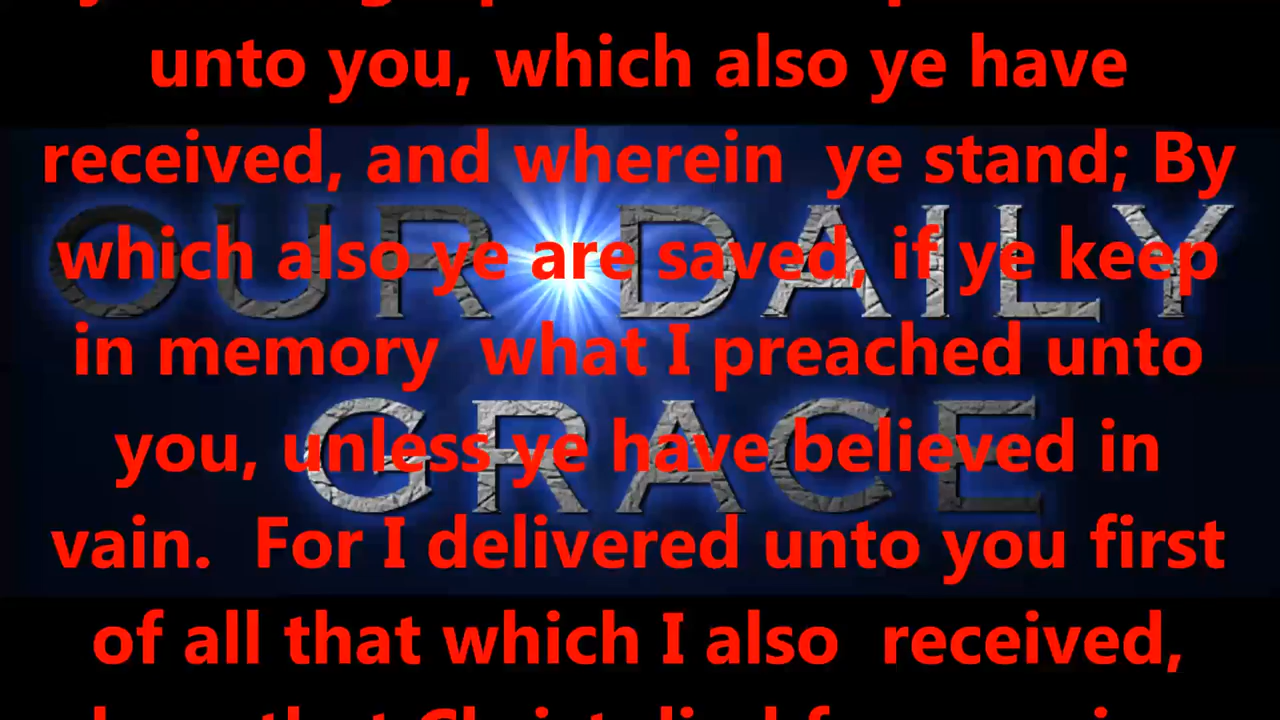 unto you, which also ye have
received, and wherein ye stand; By
which also ye are saved, if ye keep
in memory what I preached unto
you, unless ye have believed in
vain. For I delivered unto you first
of all that which I also received,
OUR DAILY
GRACE